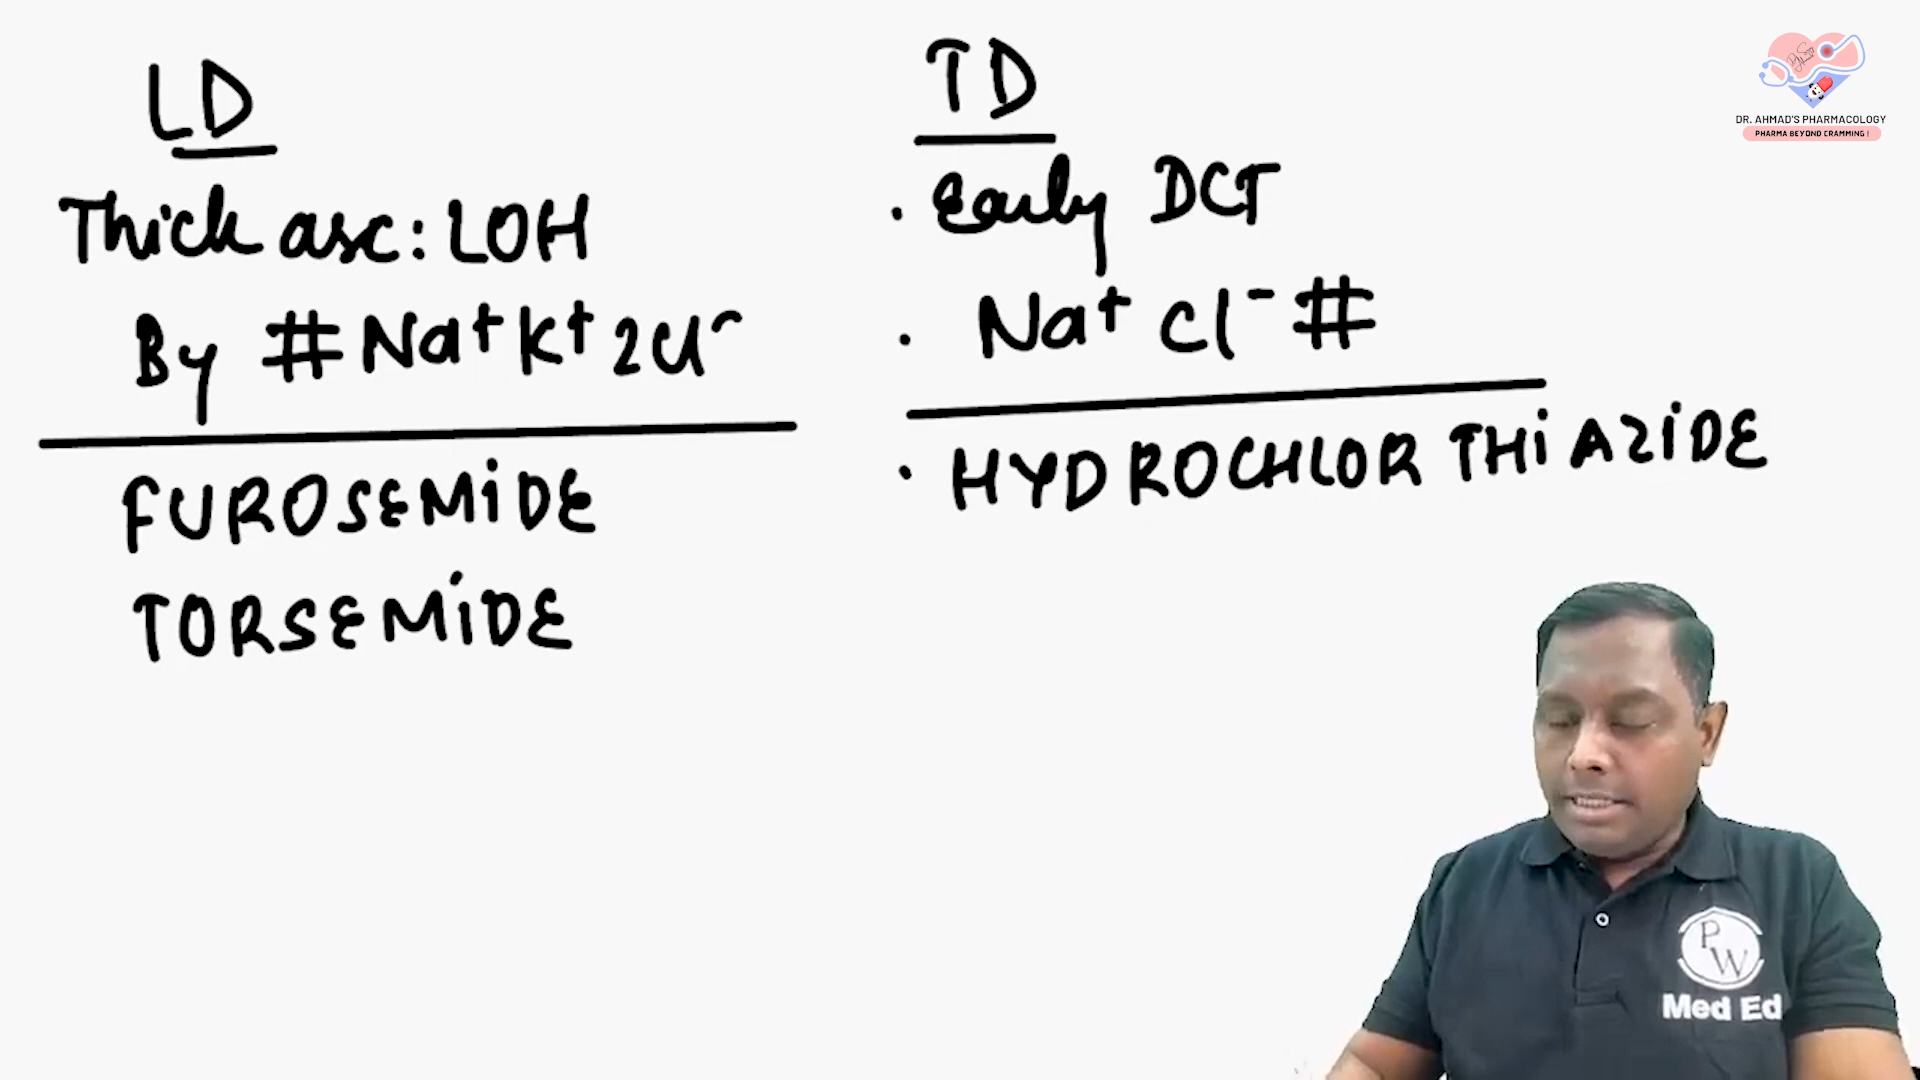 LD
Thick asc: LOH
By # Na⁺ K⁺ 2Cl⁻
FUROSEMIDE
TORSEMIDE
TD
. Early DCT
. Na⁺ Cl⁻ #
. HYDROCHLOR THIAZIDE
DR. AHMAD'S PHARMACOLOGY
PHARMA BEYOND CRAMMING !
PW
Med Ed